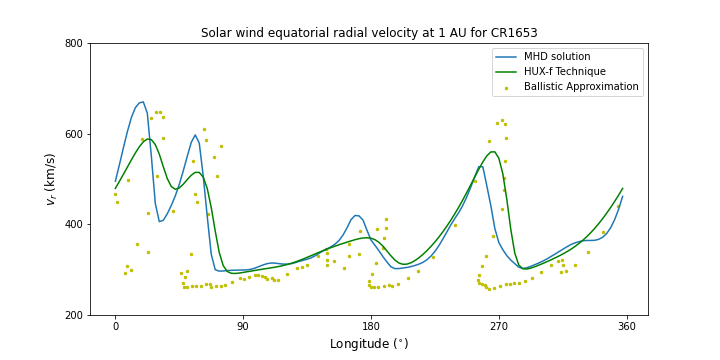 Solar wind equatorial radial velocity at 1 AU for CR1653
MHD solution
HUX-f Technique
Ballistic Approximation
800
600
400
200
v_r (km/s)
0 90 180 270 360
Longitude (°)